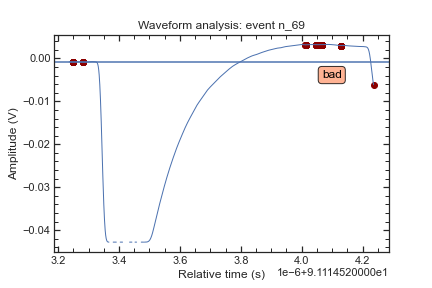 Waveform analysis: event n_69
Amplitude (V)
0.00
−0.01
−0.02
−0.03
−0.04
bad
3.2
3.4
3.6
3.8
4.0
4.2
Relative time (s)
1e−6+9.1114520000e1